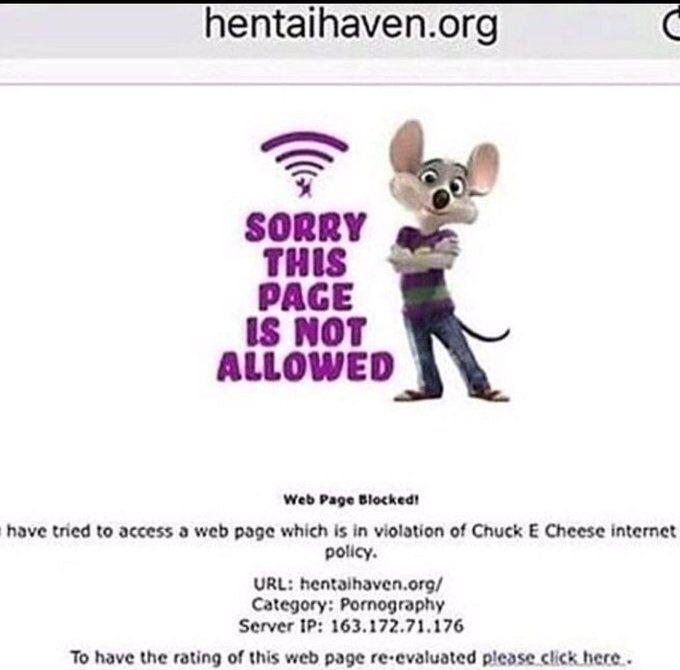 hentaihaven.org
SORRY
THIS
PAGE
IS NOT
ALLOWED
Web Page Blocked!
have tried to access a web page which is in violation of Chuck E Cheese internet
policy.
URL: hentaihaven.org/
Category: Pornography
Server IP: 163.172.71.176
To have the rating of this web page re-evaluated please click here.